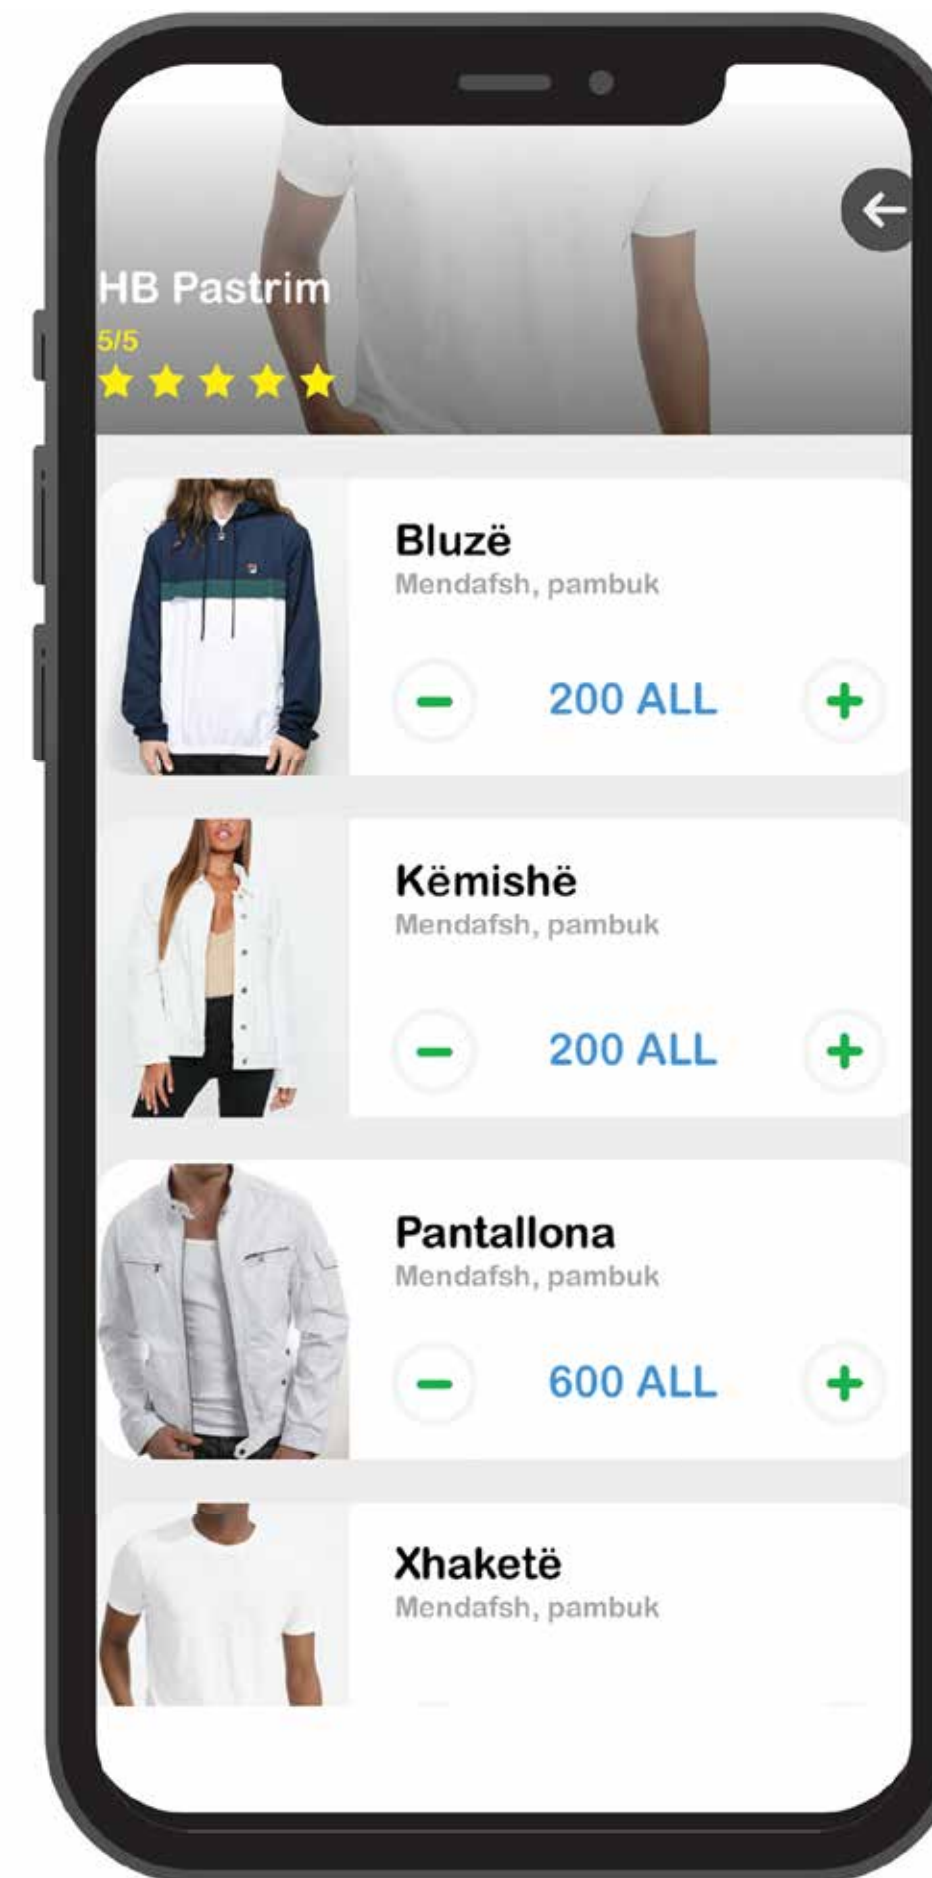 HB Pastrim
5/5
Bluzë
Mendafsh, pambuk
200 ALL
Këmishë
Mendafsh, pambuk
200 ALL
Pantallona
Mendafsh, pambuk
600 ALL
Xhaketë
Mendafsh, pambuk